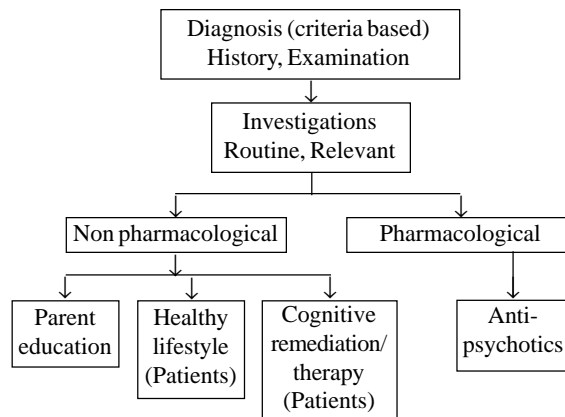 Diagnosis (criteria based)
History, Examination
Investigations
Routine, Relevant
Non pharmacological
Pharmacological
Parent
education
Healthy
lifestyle
(Patients)
Cognitive
remediation/
therapy
(Patients)
Anti-
psychotics